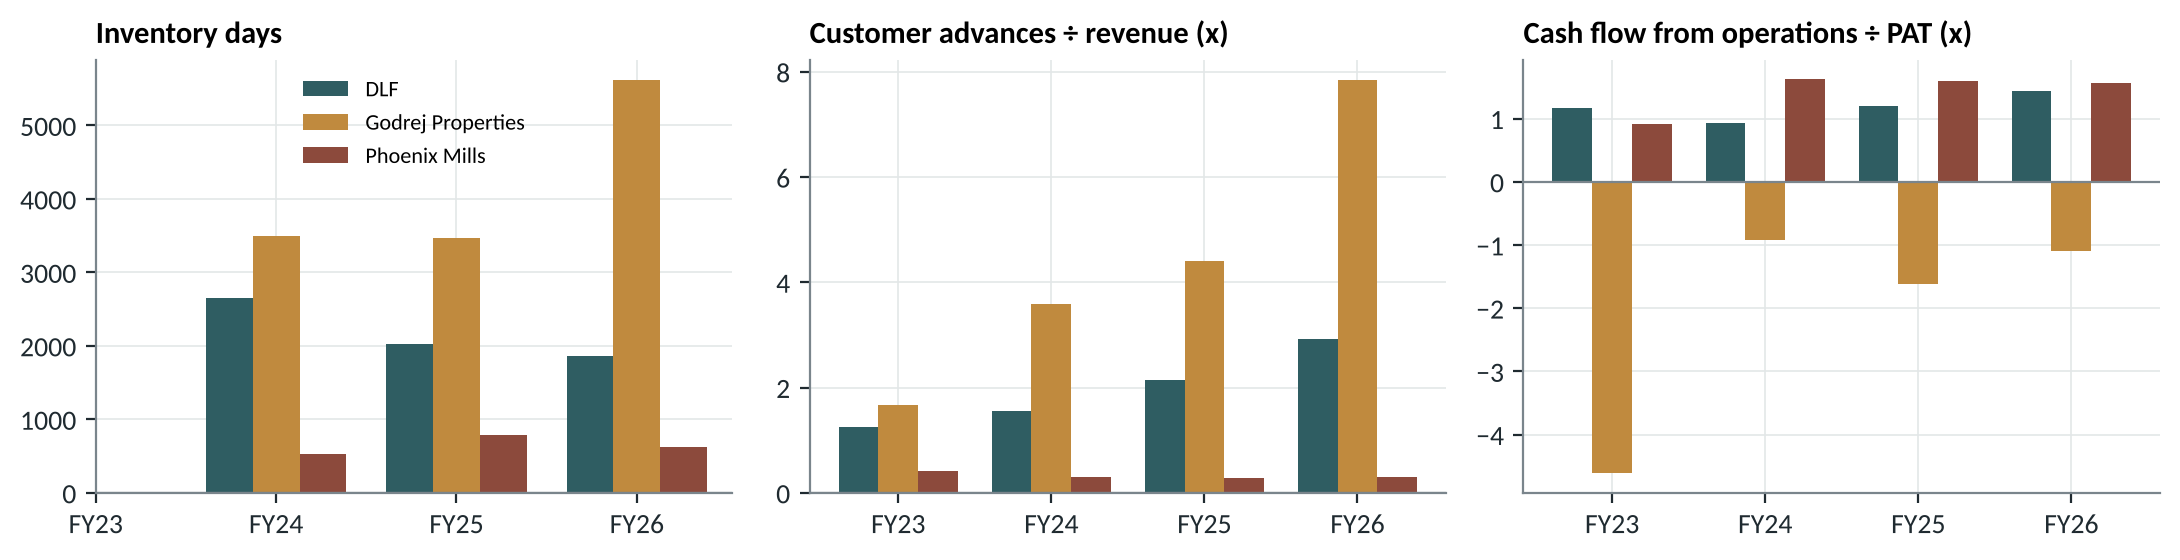 Inventory days
DLF
Godrej Properties
Phoenix Mills
5000
4000
3000
2000
1000
0
FY23 FY24 FY25 FY26
Customer advances ÷ revenue (x)
8
6
4
2
0
FY23 FY24 FY25 FY26
Cash flow from operations ÷ PAT (x)
1
0
−1
−2
−3
−4
FY23 FY24 FY25 FY26